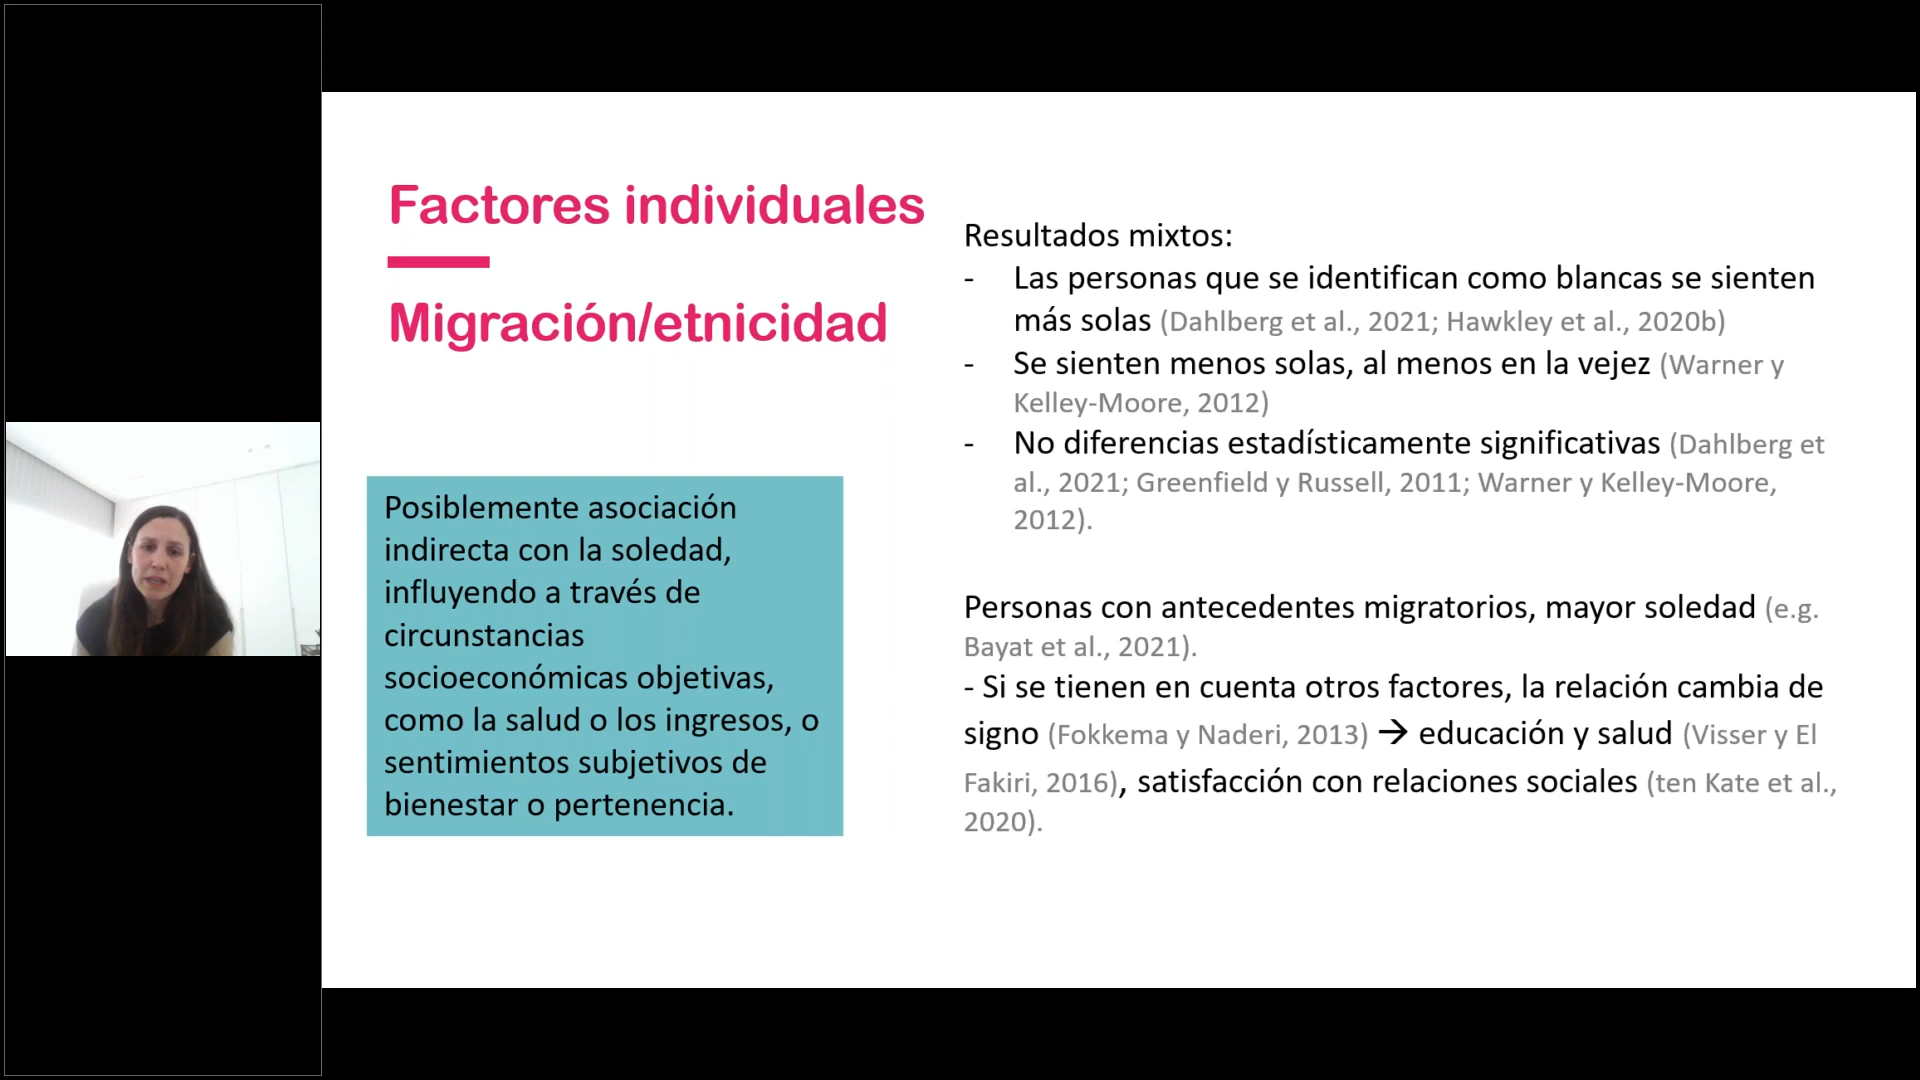 Factores individuales
Migración/etnicidad
Posiblemente asociación
indirecta con la soledad,
influyendo a través de
circunstancias
socioeconómicas objetivas,
como la salud o los ingresos, o
sentimientos subjetivos de
bienestar o pertenencia.
Resultados mixtos:
- Las personas que se identifican como blancas se sienten
más solas (Dahlberg et al., 2021; Hawkley et al., 2020b)
- Se sienten menos solas, al menos en la vejez (Warner y
Kelley-Moore, 2012)
- No diferencias estadísticamente significativas (Dahlberg et
al., 2021; Greenfield y Russell, 2011; Warner y Kelley-Moore,
2012).
Personas con antecedentes migratorios, mayor soledad (e.g.
Bayat et al., 2021).
- Si se tienen en cuenta otros factores, la relación cambia de
signo (Fokkema y Naderi, 2013) → educación y salud (Visser y El
Fakiri, 2016), satisfacción con relaciones sociales (ten Kate et al.,
2020).